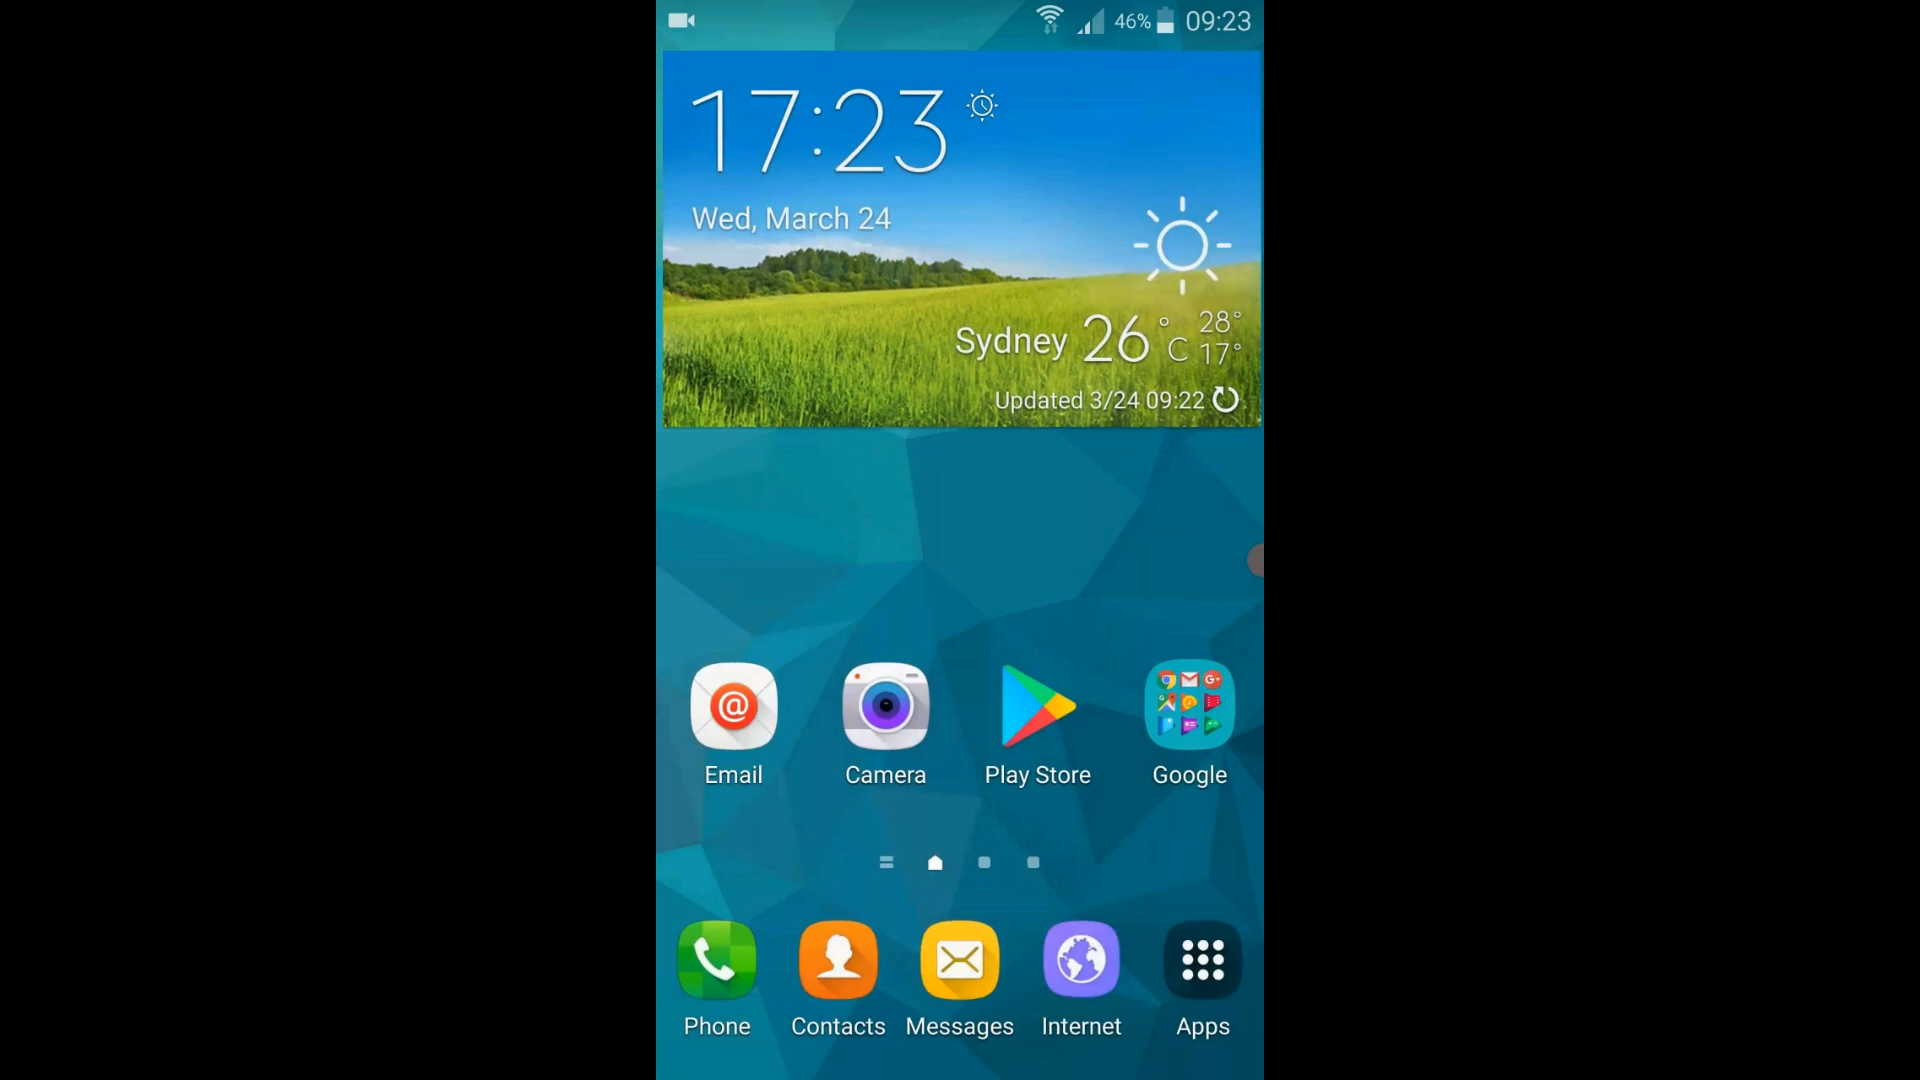 46% 09:23
17:23
Wed, March 24
Sydney 26°C 28° 17°
Updated 3/24 09:22
Email Camera Play Store Google
Phone Contacts Messages Internet Apps